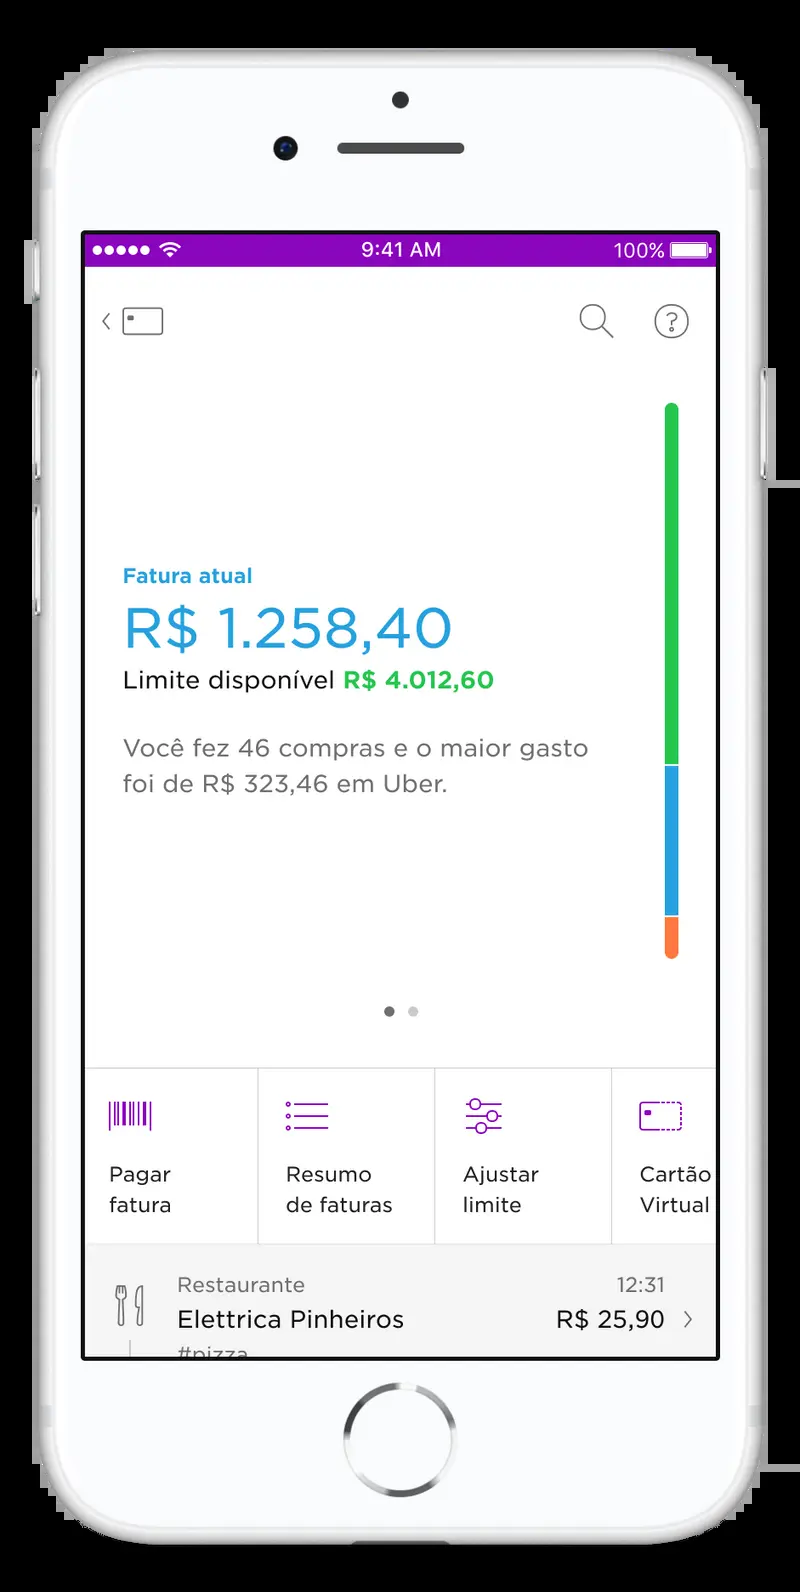 9:41 AM 100%
?
Fatura atual
R$ 1.258,40
Limite disponível R$ 4.012,60
Você fez 46 compras e o maior gasto
foi de R$ 323,46 em Uber.
Pagar
fatura
Resumo
de faturas
Ajustar
limite
Cartão
Virtual
Restaurante 12:31
Elettrica Pinheiros R$ 25,90
#pizza